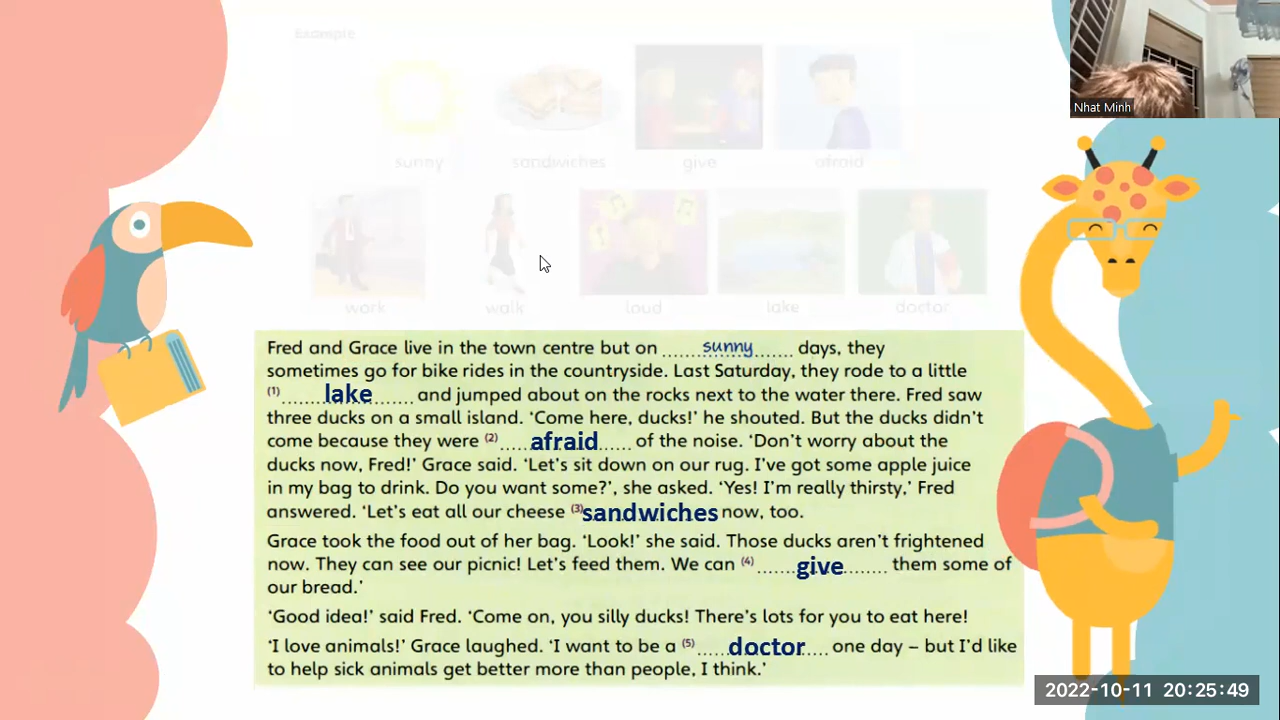 Example
Nhat Minh
sunny sandwiches give afraid
work walk loud lake doctor
Fred and Grace live in the town centre but on ........sunny........ days, they
sometimes go for bike rides in the countryside. Last Saturday, they rode to a little
(1) ........lake........ and jumped about on the rocks next to the water there. Fred saw
three ducks on a small island. ‘Come here, ducks!’ he shouted. But the ducks didn’t
come because they were (2) ......afraid...... of the noise. ‘Don’t worry about the
ducks now, Fred!’ Grace said. ‘Let’s sit down on our rug. I’ve got some apple juice
in my bag to drink. Do you want some?’, she asked. ‘Yes! I’m really thirsty,’ Fred
answered. ‘Let’s eat all our cheese (3) sandwiches now, too.
Grace took the food out of her bag. ‘Look!’ she said. Those ducks aren’t frightened
now. They can see our picnic! Let’s feed them. We can (4) ........give........ them some of
our bread.’
‘Good idea!’ said Fred. ‘Come on, you silly ducks! There’s lots for you to eat here!
‘I love animals!’ Grace laughed. ‘I want to be a (5) ......doctor...... one day – but I’d like
to help sick animals get better more than people, I think.’
2022-10-11 20:25:49